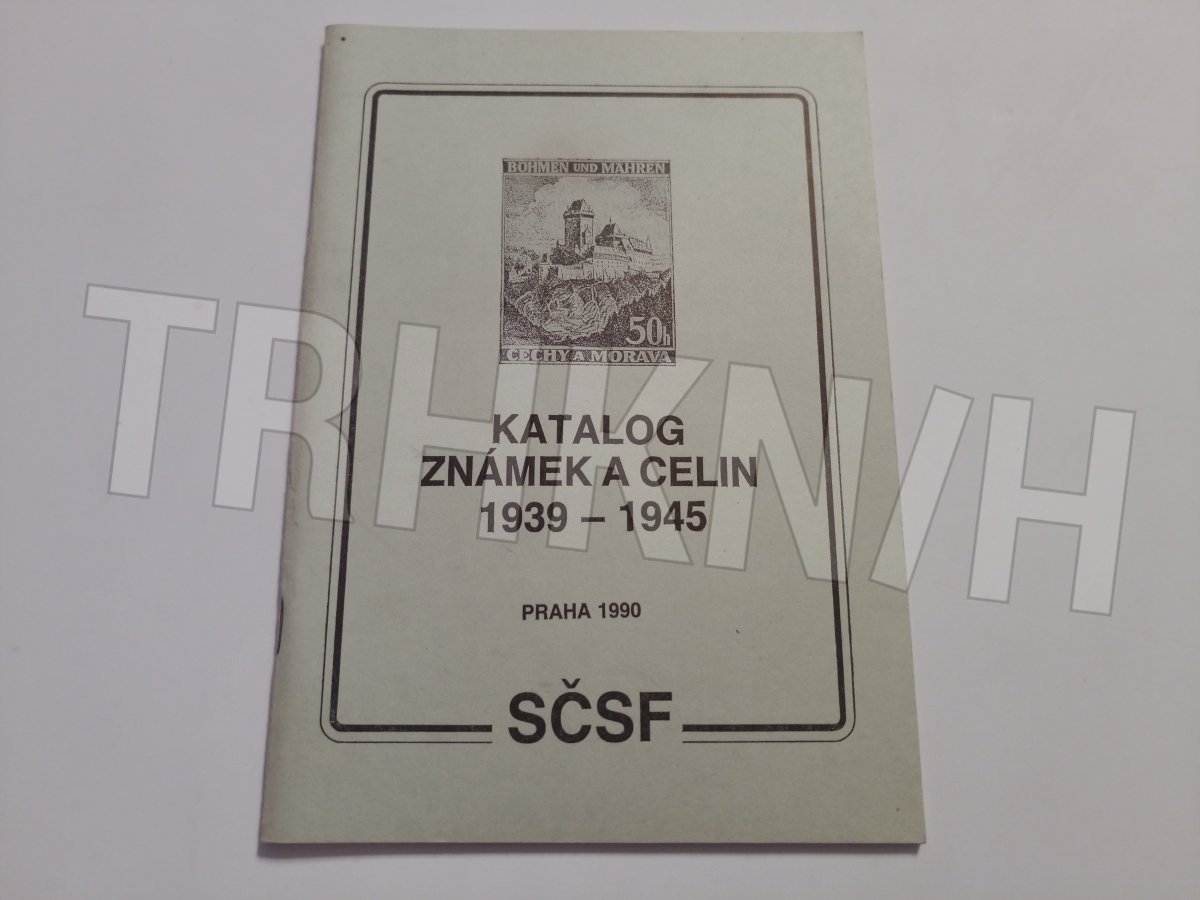 BÖHMEN UND MÄHREN
50h
ČECHY A MORAVA
KATALOG
ZNÁMEK A CELIN
1939 – 1945
PRAHA 1990
SČSF
TRHKNIH